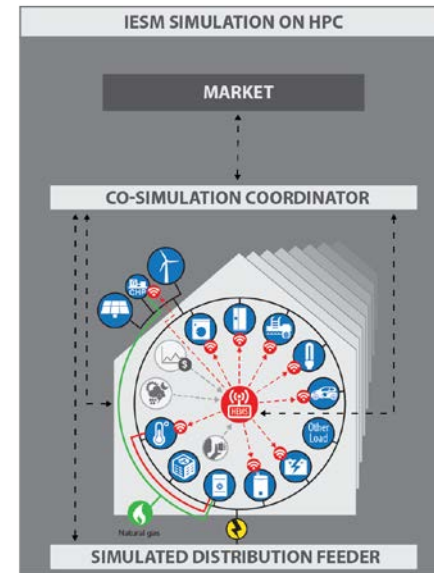 IESM SIMULATION ON HPC
MARKET
CO-SIMULATION COORDINATOR
CHP
$
HEMS
Other
Load
Natural gas
SIMULATED DISTRIBUTION FEEDER